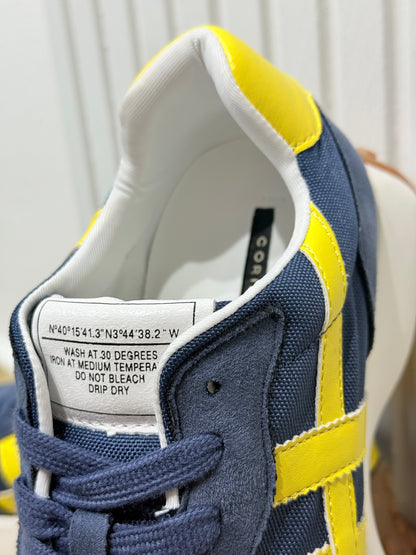 N°40°15'41.3"N3°44'38.2" W
WASH AT 30 DEGREES
IRON AT MEDIUM TEMPERA
DO NOT BLEACH
DRIP DRY
COR